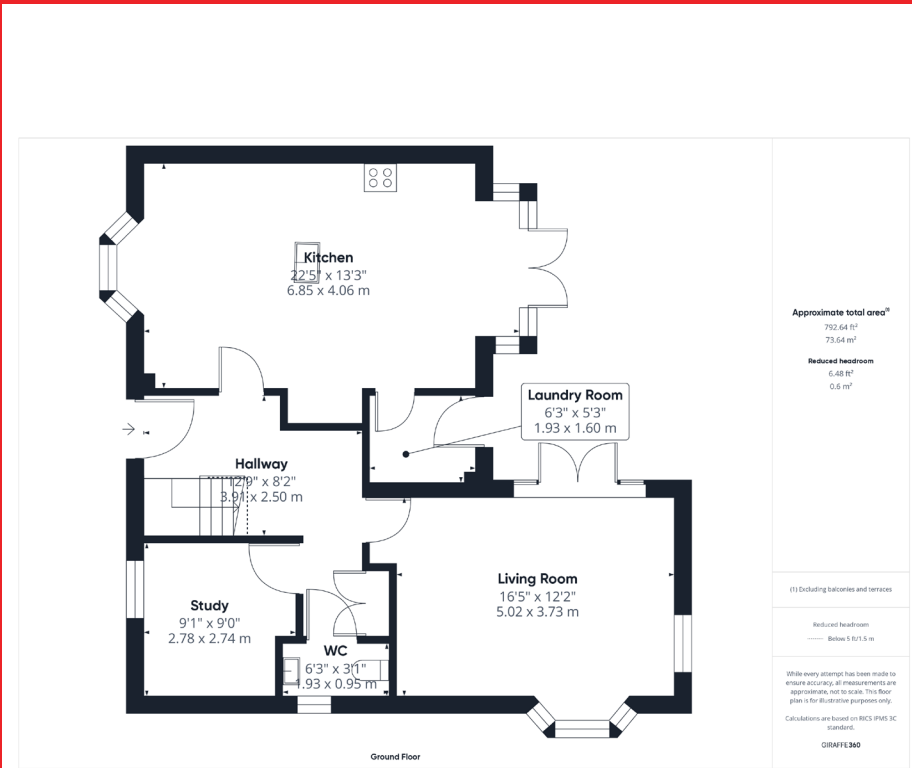 Kitchen
22'5" x 13'3"
6.85 x 4.06 m
Laundry Room
6'3" x 5'3"
1.93 x 1.60 m
Hallway
12'9" x 8'2"
3.91 x 2.50 m
Living Room
16'5" x 12'2"
5.02 x 3.73 m
Study
9'1" x 9'0"
2.78 x 2.74 m
WC
6'3" x 3'1"
1.93 x 0.95 m
Ground Floor
Approximate total area(1)
792.64 ft²
73.64 m²
Reduced headroom
6.48 ft²
0.6 m²
(1) Excluding balconies and terraces
Reduced headroom
Below 5 ft/1.5 m
While every attempt has been made to
ensure accuracy, all measurements are
approximate, not to scale. This floor
plan is for illustrative purposes only.
Calculations are based on RICS IPMS 3C
standard.
GIRAFFE360